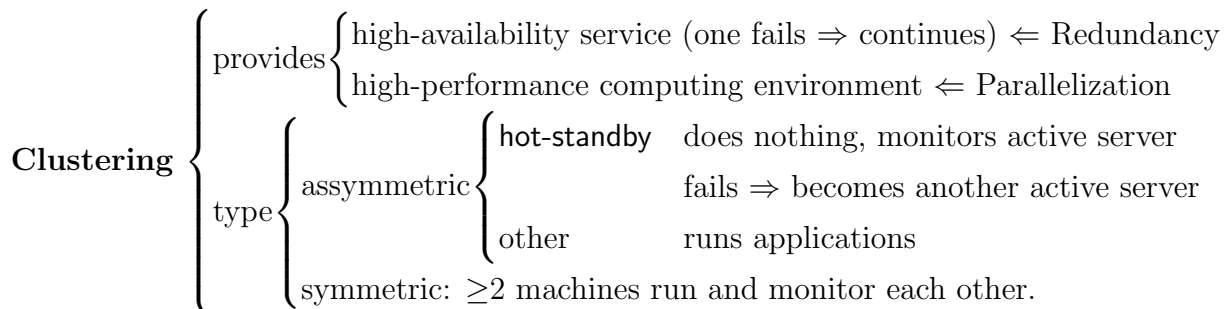 Clustering
provides
high-availability service (one fails ⇒ continues) ⇐ Redundancy
high-performance computing environment ⇐ Parallelization
type
assymmetric
hot-standby does nothing, monitors active server
fails ⇒ becomes another active server
other runs applications
symmetric: ≥2 machines run and monitor each other.